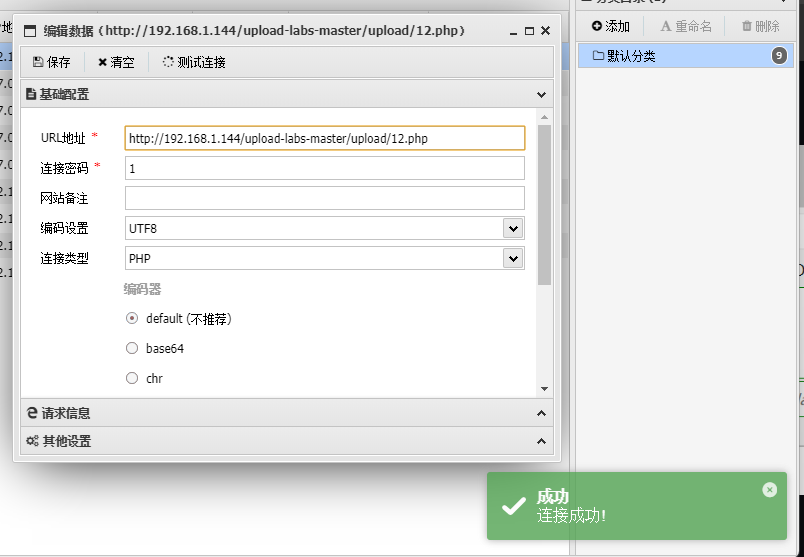 编辑数据 (http://192.168.1.144/upload-labs-master/upload/12.php)
保存 清空 测试连接
添加 重命名 删除
默认分类 9
基础配置
URL地址 * http://192.168.1.144/upload-labs-master/upload/12.php
连接密码 * 1
网站备注
编码设置 UTF8
连接类型 PHP
编码器
default (不推荐)
base64
chr
请求信息
其他设置
成功
连接成功!